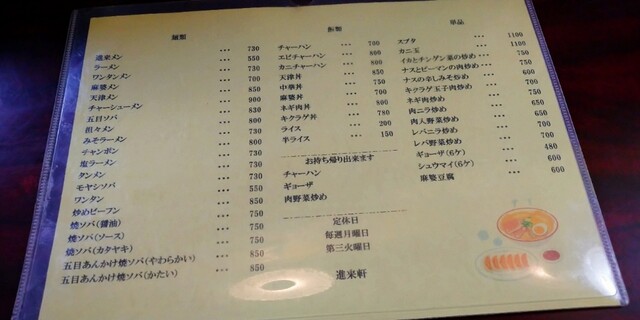 麺類
進来メン ・・・ 730
ラーメン ・・・ 550
ワンタンメン ・・・ 730
麻婆メン ・・・ 700
天津メン ・・・ 850
チャーシューメン ・・・ 900
五目ソバ ・・・ 800
担々メン ・・・ 800
みそラーメン ・・・ 730
チャンポン ・・・ 800
塩ラーメン ・・・ 730
タンメン ・・・ 730
モヤシソバ ・・・ 730
ワンタン ・・・ 550
炒めビーフン ・・・ 750
焼ソバ(醤油) ・・・ 750
焼ソバ(ソース) ・・・ 750
焼ソバ(カタヤキ) ・・・ 750
五目あんかけ焼ソバ(やわらかい) ・・・ 850
五目あんかけ焼ソバ(かたい) ・・・ 850
飯類
チャーハン ・・・ 700
エビチャーハン ・・・ 800
カニチャーハン ・・・ 800
天津丼 ・・・ 850
中華丼 ・・・ 750
麻婆丼 ・・・ 850
ネギ肉丼 ・・・ 800
キクラゲ丼 ・・・ 780
ライス ・・・ 200
半ライス ・・・ 150
お持ち帰り出来ます
チャーハン
ギョーザ
肉野菜炒め
定休日
毎週月曜日
第三火曜日
進来軒
単品
スブタ ・・・ 1100
カニ玉 ・・・ 1100
イカとチンゲン菜の炒め ・・・ 750
ナスとピーマンの肉炒め ・・・ 750
ナスの辛しみそ炒め ・・・ 750
キクラゲ玉子肉炒め ・・・ 750
ネギ肉炒め ・・・ 750
肉ニラ炒め ・・・ 700
肉入野菜炒め ・・・ 700
レバニラ炒め ・・・ 650
レバ野菜炒め ・・・ 700
ギョーザ(6ケ) ・・・ 480
シュウマイ(6ケ) ・・・ 600
麻婆豆腐 ・・・ 600